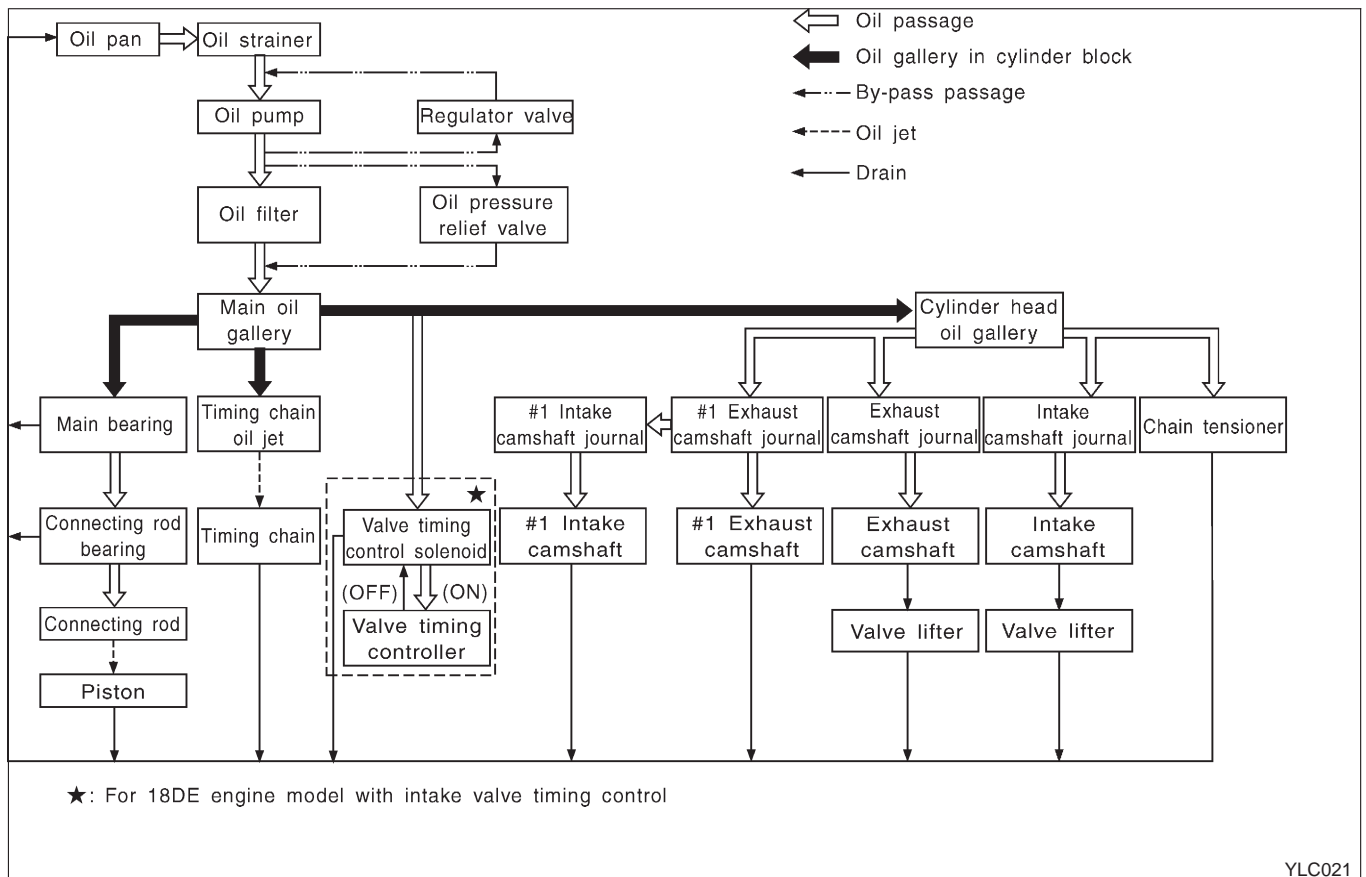 Oil pan
Oil strainer
Oil passage
Oil gallery in cylinder block
By-pass passage
Oil jet
Drain
Oil pump
Regulator valve
Oil filter
Oil pressure
relief valve
Main oil
gallery
Cylinder head
oil gallery
Main bearing
Timing chain
oil jet
#1 Intake
camshaft journal
#1 Exhaust
camshaft journal
Exhaust
camshaft journal
Intake
camshaft journal
Chain tensioner
★
Connecting rod
bearing
Timing chain
Valve timing
control solenoid
#1 Intake
camshaft
#1 Exhaust
camshaft
Exhaust
camshaft
Intake
camshaft
(OFF)
(ON)
Connecting rod
Valve timing
controller
Valve lifter
Valve lifter
Piston
★: For 18DE engine model with intake valve timing control
YLC021